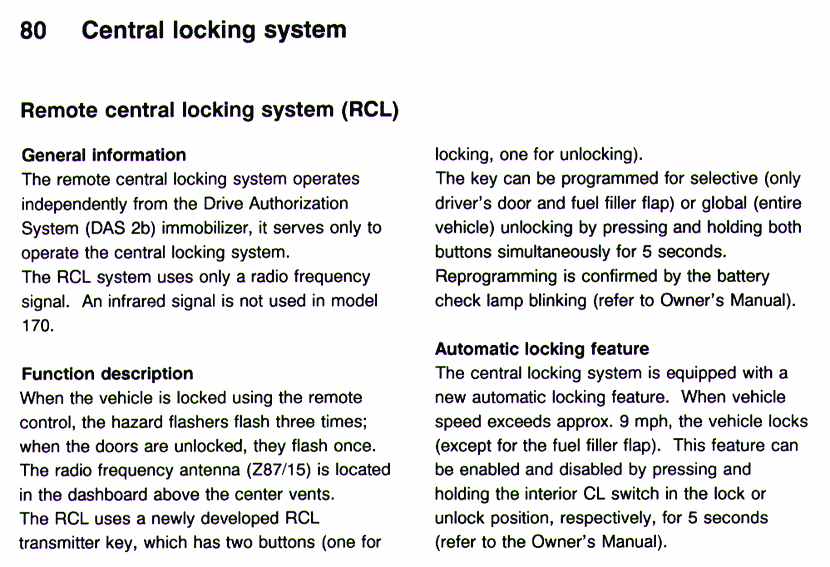 80 Central locking system
Remote central locking system (RCL)
General information
The remote central locking system operates
independently from the Drive Authorization
System (DAS 2b) immobilizer, it serves only to
operate the central locking system.
The RCL system uses only a radio frequency
signal. An infrared signal is not used in model
170.
Function description
When the vehicle is locked using the remote
control, the hazard flashers flash three times;
when the doors are unlocked, they flash once.
The radio frequency antenna (Z87/15) is located
in the dashboard above the center vents.
The RCL uses a newly developed RCL
transmitter key, which has two buttons (one for
locking, one for unlocking).
The key can be programmed for selective (only
driver's door and fuel filler flap) or global (entire
vehicle) unlocking by pressing and holding both
buttons simultaneously for 5 seconds.
Reprogramming is confirmed by the battery
check lamp blinking (refer to Owner's Manual).
Automatic locking feature
The central locking system is equipped with a
new automatic locking feature. When vehicle
speed exceeds approx. 9 mph, the vehicle locks
(except for the fuel filler flap). This feature can
be enabled and disabled by pressing and
holding the interior CL switch in the lock or
unlock position, respectively, for 5 seconds
(refer to the Owner's Manual).